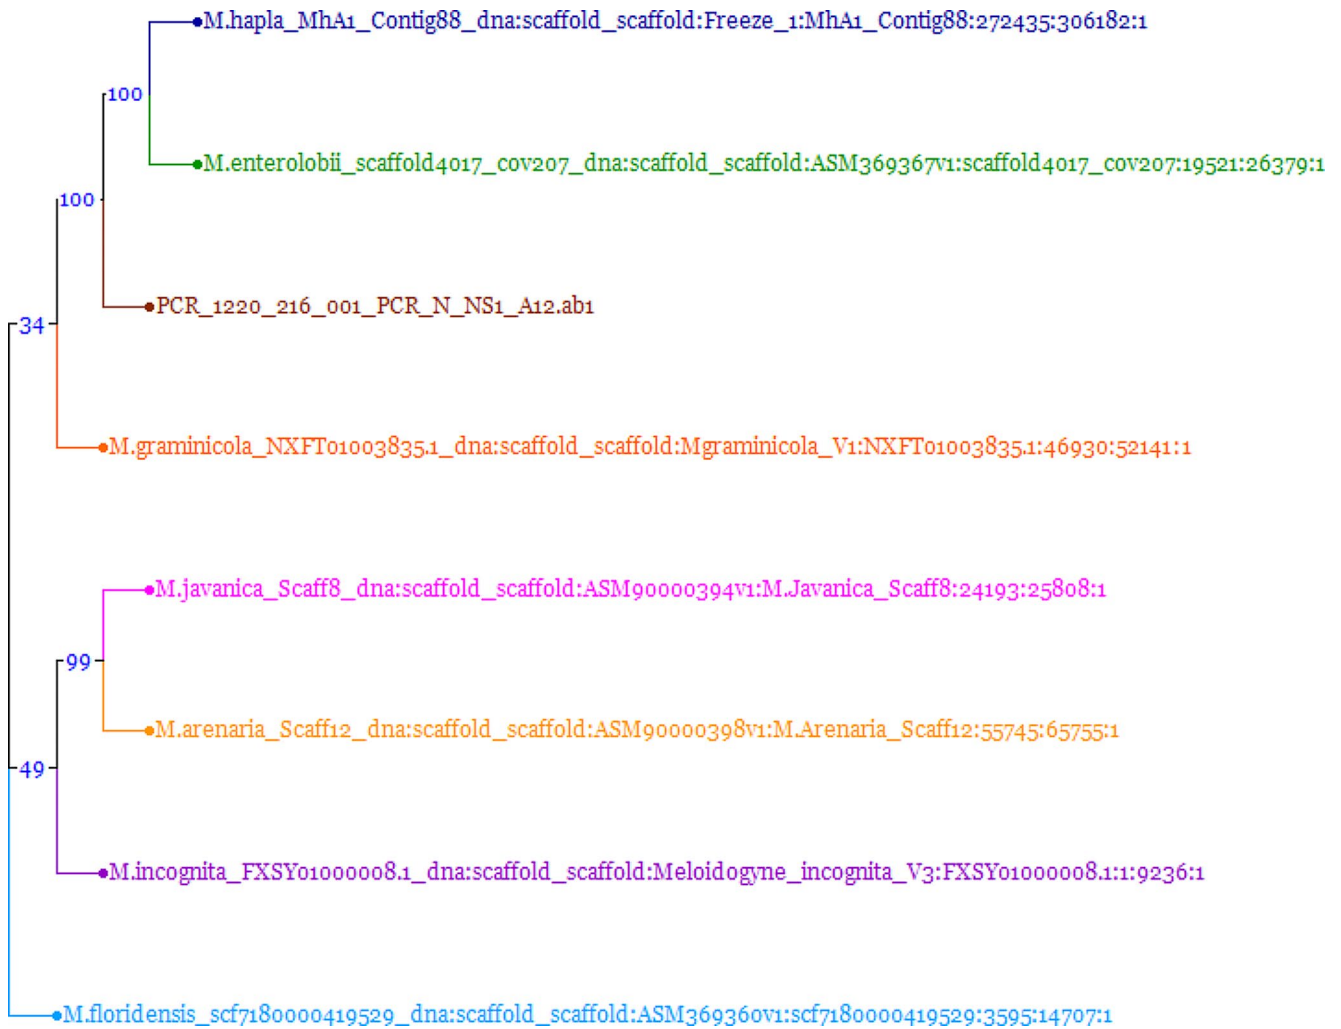 M.hapla_MhA1_Contig88_dna:scaffold_scaffold:Freeze_1:MhA1_Contig88:272435:306182:1
100
M.enterolobii_scaffold4017_cov207_dna:scaffold_scaffold:ASM369367v1:scaffold4017_cov207:19521:26379:1
100
PCR_1220_216_001_PCR_N_NS1_A12.ab1
34
M.graminicola_NXFT01003835.1_dna:scaffold_scaffold:Mgraminicola_V1:NXFT01003835.1:46930:52141:1
M.javanica_Scaff8_dna:scaffold_scaffold:ASM90000394v1:M.Javanica_Scaff8:24193:25808:1
99
M.arenaria_Scaff12_dna:scaffold_scaffold:ASM90000398v1:M.Arenaria_Scaff12:55745:65755:1
49
M.incognita_FXSY01000008.1_dna:scaffold_scaffold:Meloidogyne_incognita_V3:FXSY01000008.1:1:9236:1
M.floridensis_scf7180000419529_dna:scaffold_scaffold:ASM369360v1:scf7180000419529:3595:14707:1